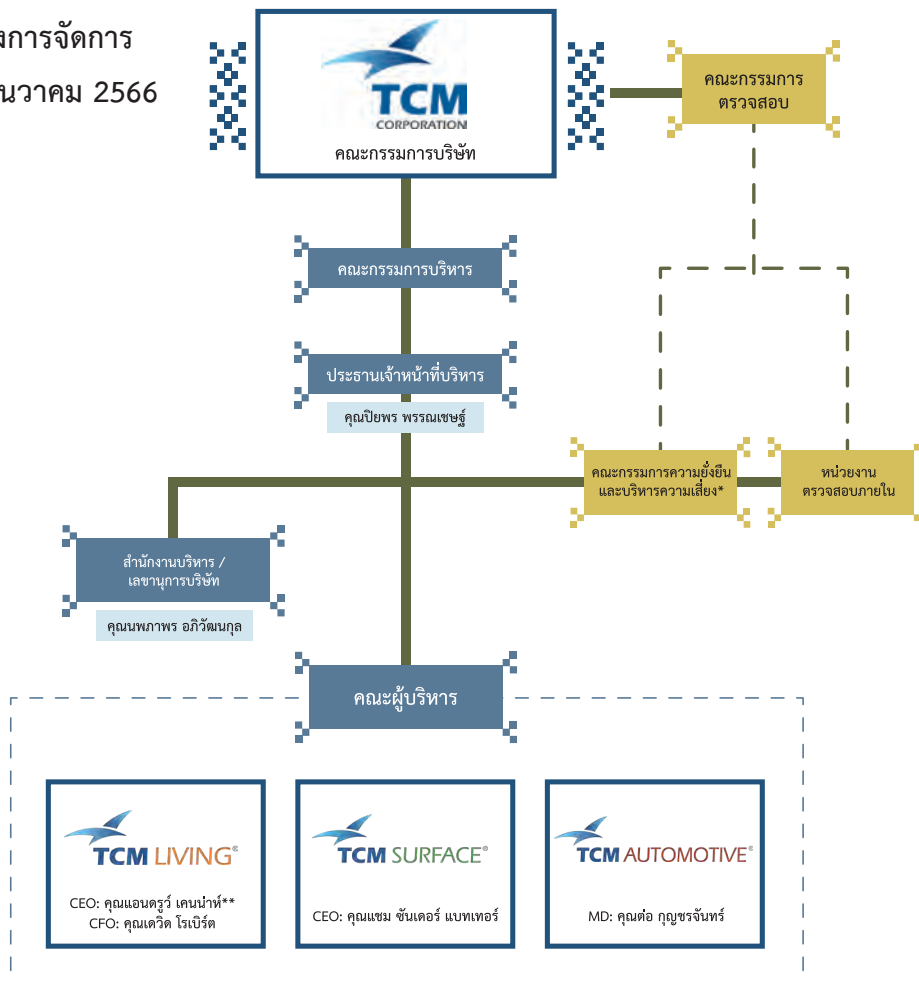 งการจัดการ
นวาคม 2566
TCM
CORPORATION
คณะกรรมการบริษัท
คณะกรรมการ
ตรวจสอบ
คณะกรรมการบริหาร
ประธานเจ้าหน้าที่บริหาร
คุณปิยพร พรรณเชษฐ์
คณะกรรมการความยั่งยืน
และบริหารความเสี่ยง*
หน่วยงาน
ตรวจสอบภายใน
สำนักงานบริหาร /
เลขานุการบริษัท
คุณนพภาพร อภิวัฒนกุล
คณะผู้บริหาร
TCM LIVING®
CEO: คุณแอนดรูว์ เคนน่าห์**
CFO: คุณเดวิด โรเบิร์ต
TCM SURFACE®
CEO: คุณแชม ซันเดอร์ แบทเทอร์
TCM AUTOMOTIVE®
MD: คุณต่อ กุญชรจันทร์